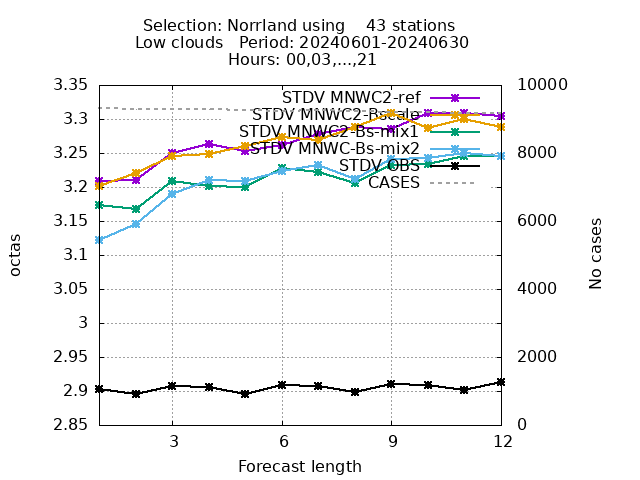 Selection: Norrland using 43 stations
Low clouds Period: 20240601-20240630
Hours: 00,03,...,21
3.35
3.3
3.25
3.2
3.15
3.1
3.05
3
2.95
2.9
2.85
octas
10000
8000
6000
4000
2000
0
No cases
STDV MNWC2-ref
STDV MNWC2-Bs-alo
STDV MNWC2-Bs-mix1
STDV MNWC-Bs-mix2
STDV OBS
CASES
3 6 9 12
Forecast length